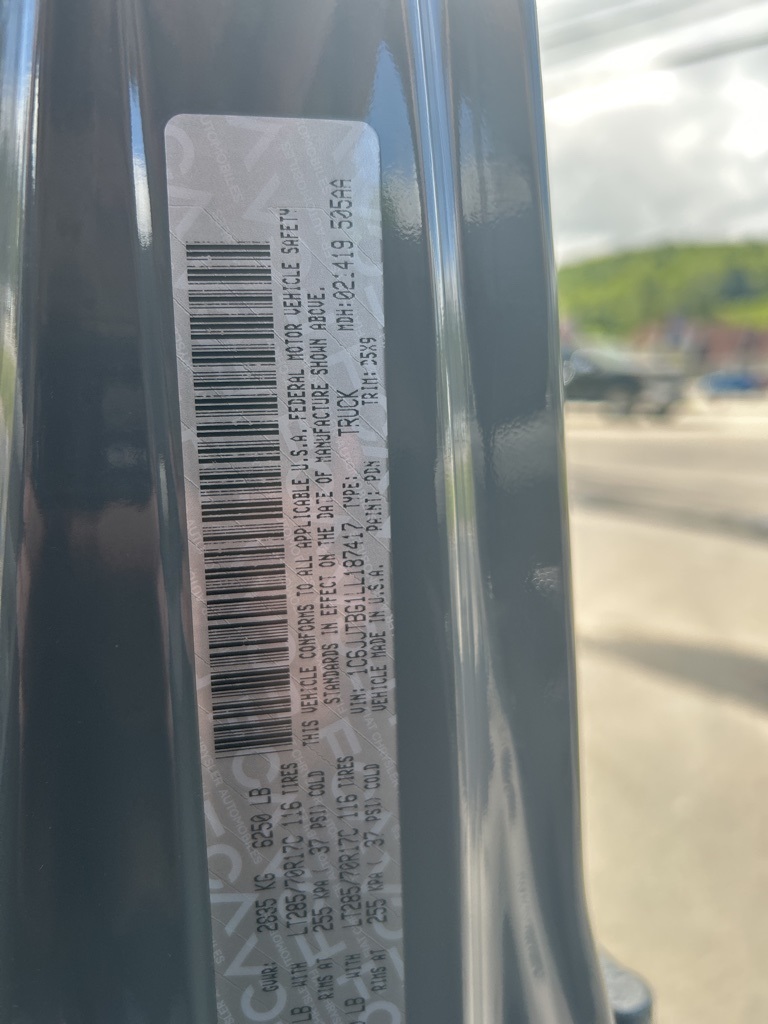 GVWR: 2835 KG 6250 LB
LB WITH LT285/70R17C 116 TIRES
RIMS AT 255 KPA( 37 PSI) COLD
LB WITH LT285/70R17C 116 TIRES
RIMS AT 255 KPA( 37 PSI) COLD
THIS VEHICLE CONFORMS TO ALL APPLICABLE U.S.A. FEDERAL MOTOR VEHICLE SAFETY
STANDARDS IN EFFECT ON THE DATE OF MANUFACTURE SHOWN ABOVE.
VIN: 1C6JJTBG1LL187417 TYPE: TRUCK MDH:021419 505AA
VEHICLE MADE IN U.S.A. PAINT: PDN TRIM: D5X9